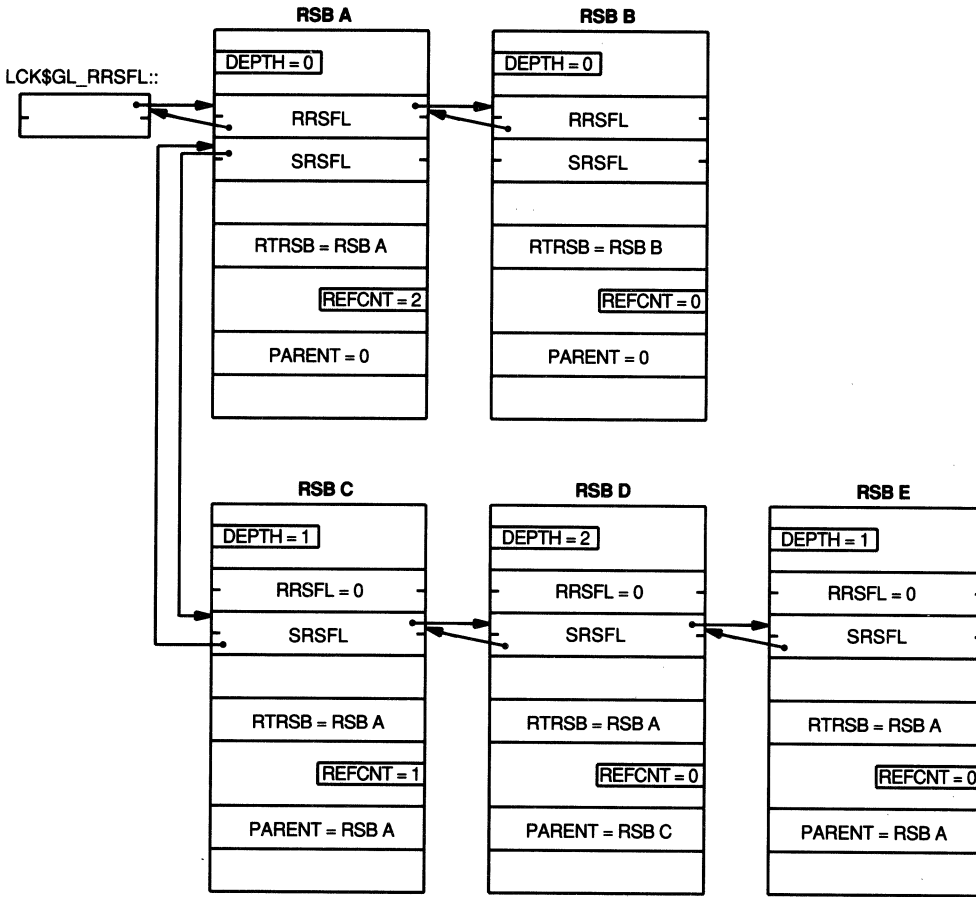 RSB A
RSB B
LCK$GL_RRSFL::
DEPTH = 0
DEPTH = 0
RRSFL
RRSFL
SRSFL
SRSFL
RTRSB = RSB A
RTRSB = RSB B
REFCNT = 2
REFCNT = 0
PARENT = 0
PARENT = 0
RSB C
RSB D
RSB E
DEPTH = 1
DEPTH = 2
DEPTH = 1
RRSFL = 0
RRSFL = 0
RRSFL = 0
SRSFL
SRSFL
SRSFL
RTRSB = RSB A
RTRSB = RSB A
RTRSB = RSB A
REFCNT = 1
REFCNT = 0
REFCNT = 0
PARENT = RSB A
PARENT = RSB C
PARENT = RSB A